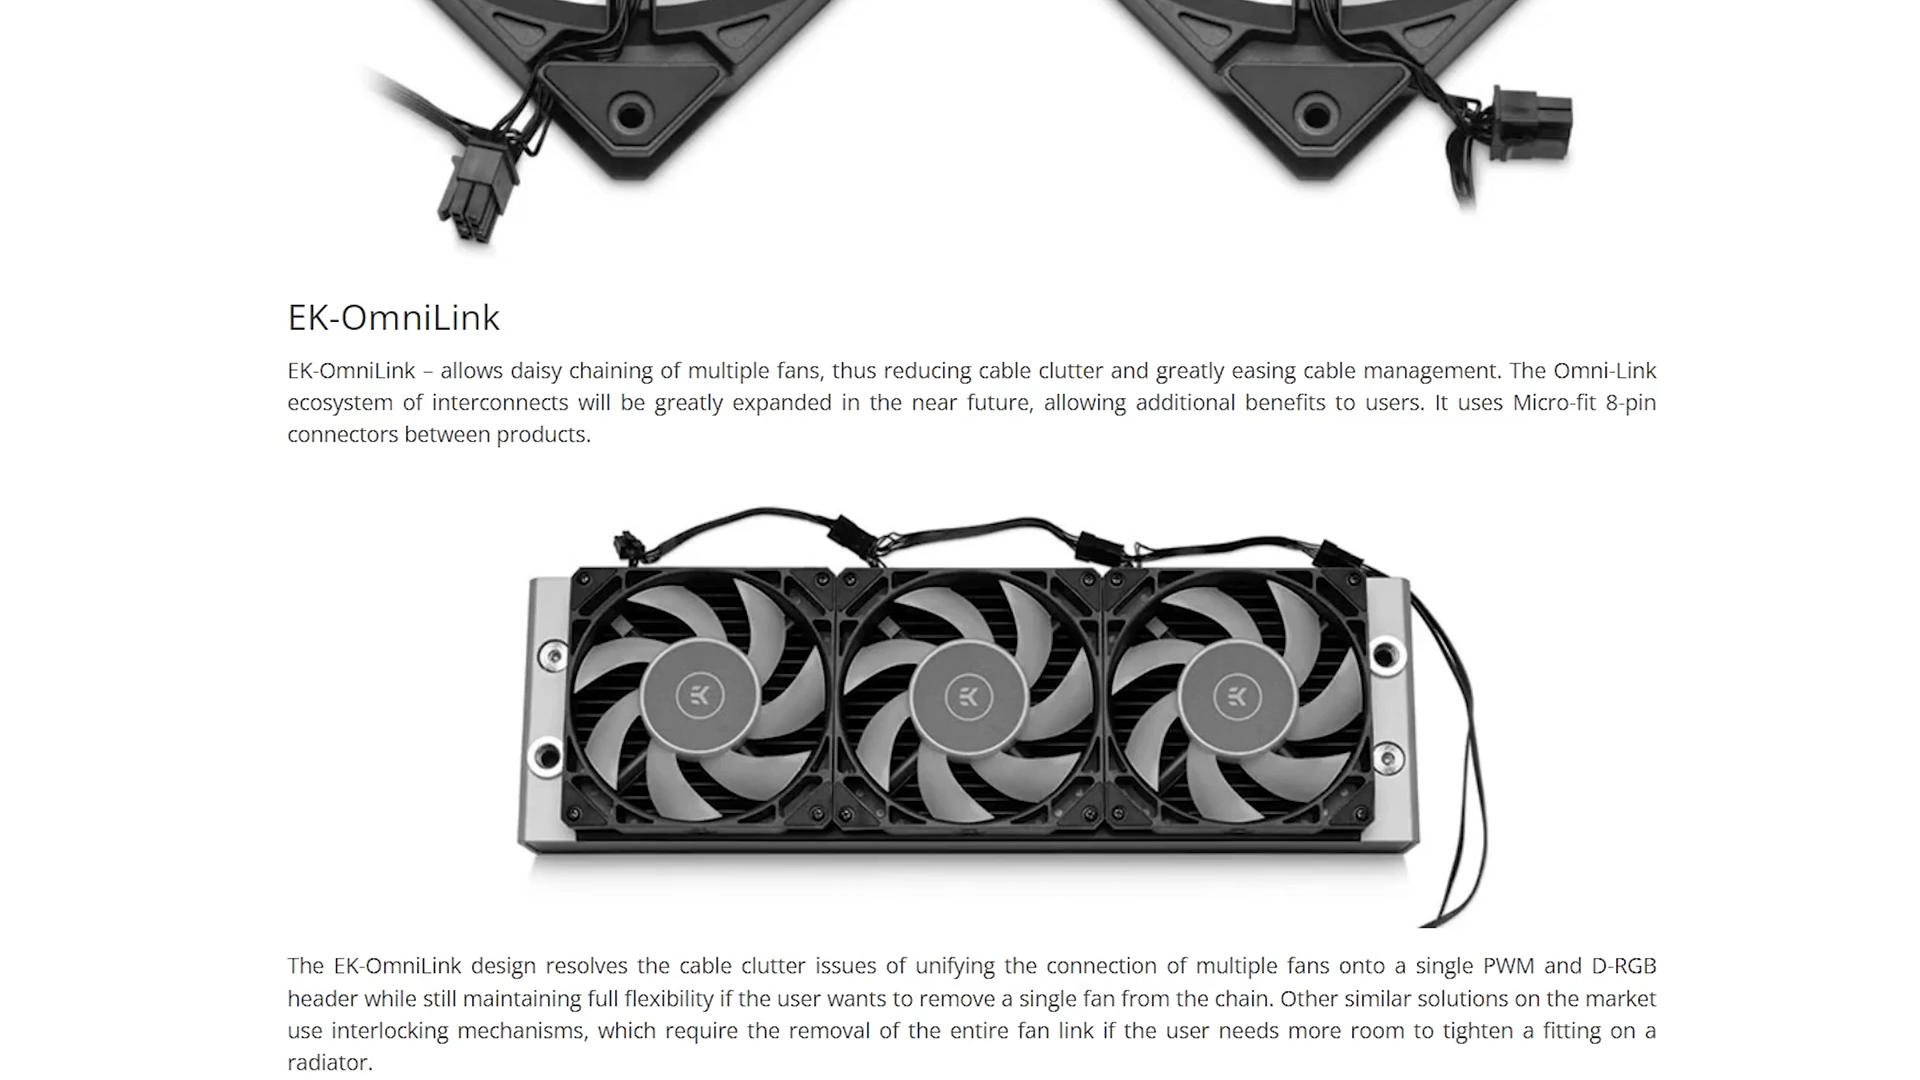 EK-OmniLink
EK-OmniLink – allows daisy chaining of multiple fans, thus reducing cable clutter and greatly easing cable management. The Omni-Link
ecosystem of interconnects will be greatly expanded in the near future, allowing additional benefits to users. It uses Micro-fit 8-pin
connectors between products.
The EK-OmniLink design resolves the cable clutter issues of unifying the connection of multiple fans onto a single PWM and D-RGB
header while still maintaining full flexibility if the user wants to remove a single fan from the chain. Other similar solutions on the market
use interlocking mechanisms, which require the removal of the entire fan link if the user needs more room to tighten a fitting on a
radiator.